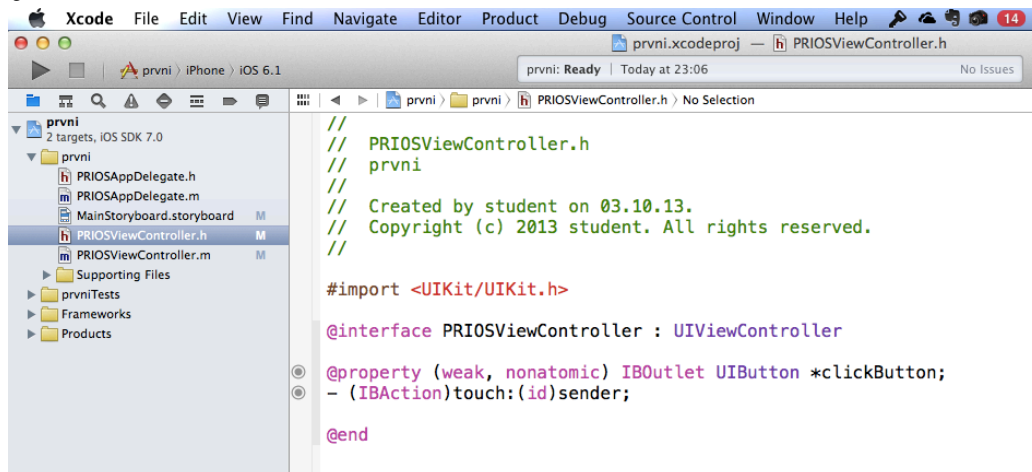 Xcode File Edit View Find Navigate Editor Product Debug Source Control Window Help 14
prvni.xcodeproj — h PRIOSViewController.h
prvni › iPhone › iOS 6.1
prvni: Ready | Today at 23:06 No Issues
prvni › prvni › h PRIOSViewController.h › No Selection
prvni
2 targets, iOS SDK 7.0
prvni
h PRIOSAppDelegate.h
m PRIOSAppDelegate.m
MainStoryboard.storyboard M
h PRIOSViewController.h M
m PRIOSViewController.m M
Supporting Files
prvniTests
Frameworks
Products
//
//  PRIOSViewController.h
//  prvni
//
//  Created by student on 03.10.13.
//  Copyright (c) 2013 student. All rights reserved.
//
#import <UIKit/UIKit.h>
@interface PRIOSViewController : UIViewController
@property (weak, nonatomic) IBOutlet UIButton *clickButton;
- (IBAction)touch:(id)sender;
@end